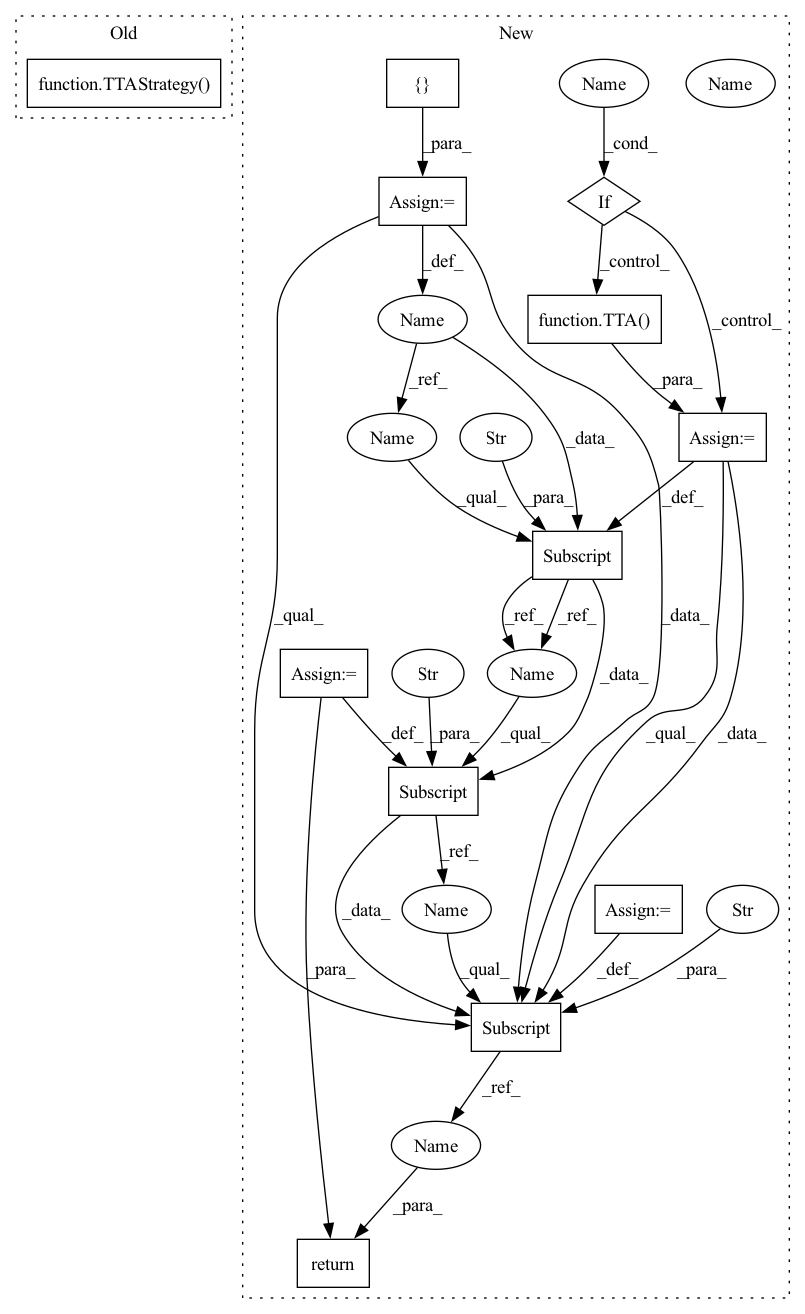 Old
New
function.TTAStrategy()
{}
Name
Name
_para_
_cond_
Assign:=
If
_def_
_control_
Name
function.TTA()
_control_
_ref_
_para_
Name
Str
_data_
Assign:=
_qual_
_para_
_def_
Subscript
_qual_
_ref_
_ref_
_data_
Assign:=
Str
Name
_data_
_def_
_para_
_qual_
_qual_
_data_
Subscript
_ref_
_data_
Name
Assign:=
Str
_para_
_qual_
_def_
_para_
Subscript
_ref_
Name
_para_
return